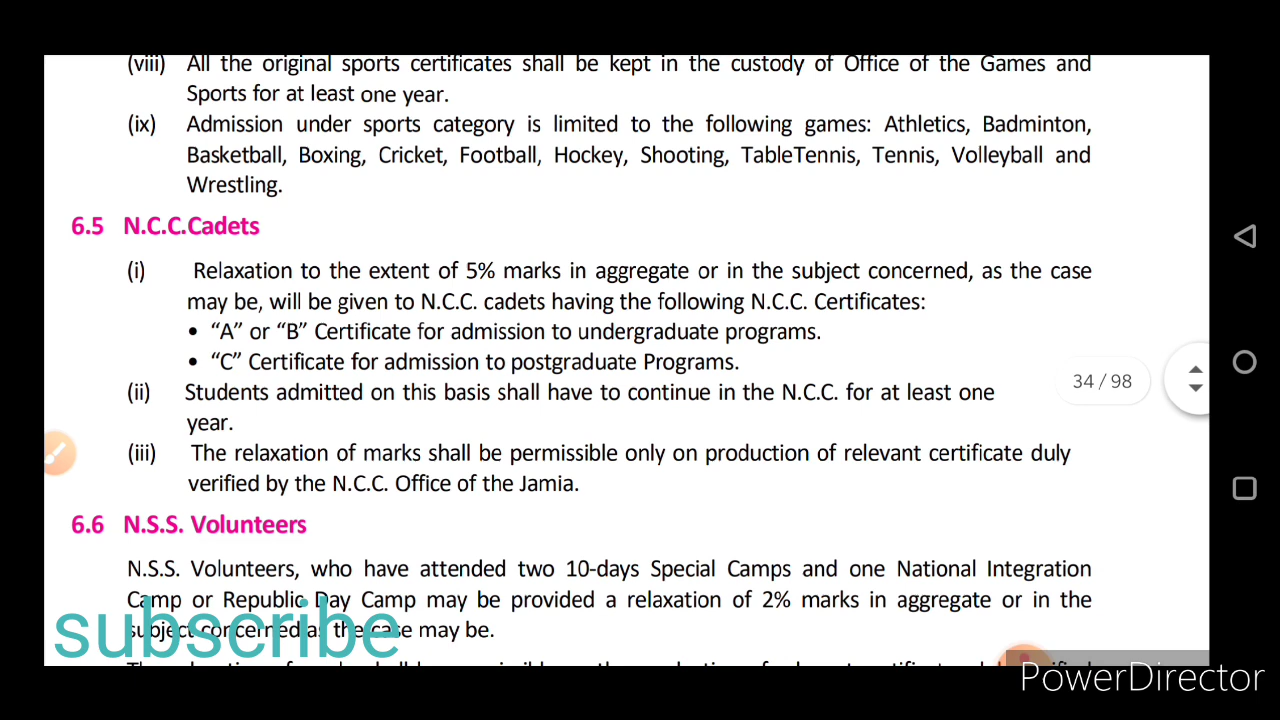 (viii) All the original sports certificates shall be kept in the custody of Office of the Games and
Sports for at least one year.
(ix) Admission under sports category is limited to the following games: Athletics, Badminton,
Basketball, Boxing, Cricket, Football, Hockey, Shooting, TableTennis, Tennis, Volleyball and
Wrestling.
6.5 N.C.C.Cadets
(i) Relaxation to the extent of 5% marks in aggregate or in the subject concerned, as the case
may be, will be given to N.C.C. cadets having the following N.C.C. Certificates:
• “A” or “B” Certificate for admission to undergraduate programs.
• “C” Certificate for admission to postgraduate Programs.
34 / 98
(ii) Students admitted on this basis shall have to continue in the N.C.C. for at least one
year.
(iii) The relaxation of marks shall be permissible only on production of relevant certificate duly
verified by the N.C.C. Office of the Jamia.
6.6 N.S.S. Volunteers
N.S.S. Volunteers, who have attended two 10-days Special Camps and one National Integration
Camp or Republic Day Camp may be provided a relaxation of 2% marks in aggregate or in the
subject concerned as the case may be.
subscribe
PowerDirector